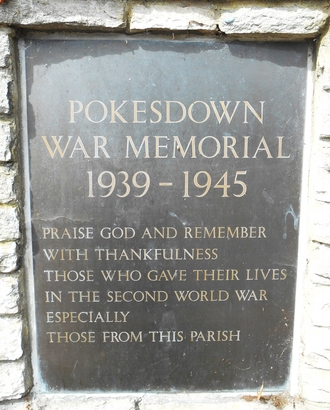 POKESDOWN
WAR MEMORIAL
1939 - 1945
PRAISE GOD AND REMEMBER
WITH THANKFULNESS
THOSE WHO GAVE THEIR LIVES
IN THE SECOND WORLD WAR
ESPECIALLY
THOSE FROM THIS PARISH